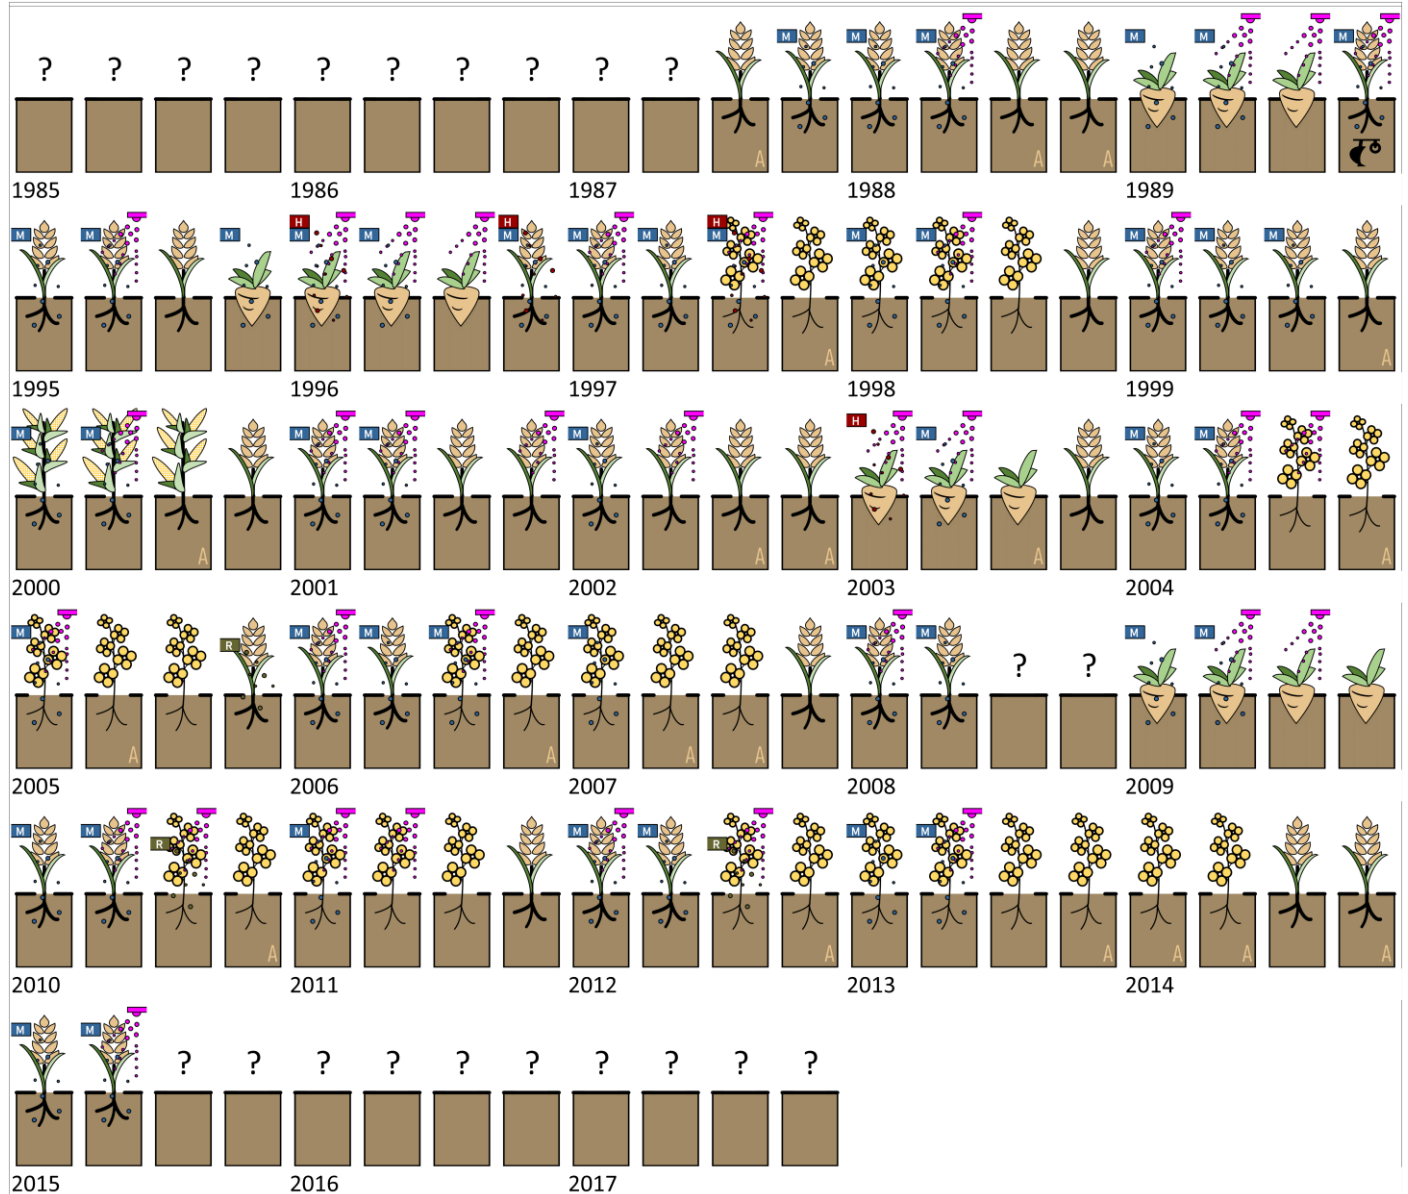 ? ? ? ? ? ? ? ? ? ? M M M M M M
A A A
1985 1986 1987 1988 1989
H H H
M M M M M M M M M M M M M
A A
1995 1996 1997 1998 1999
H
M M M M M M M M
A A A A A
2000 2001 2002 2003 2004
M R M M M M M M ? ? M M
A A A A
2005 2006 2007 2008 2009
M M R M M M R M M
A A A A A A
2010 2011 2012 2013 2014
M M ? ? ? ? ? ? ? ? ? ?
2015 2016 2017